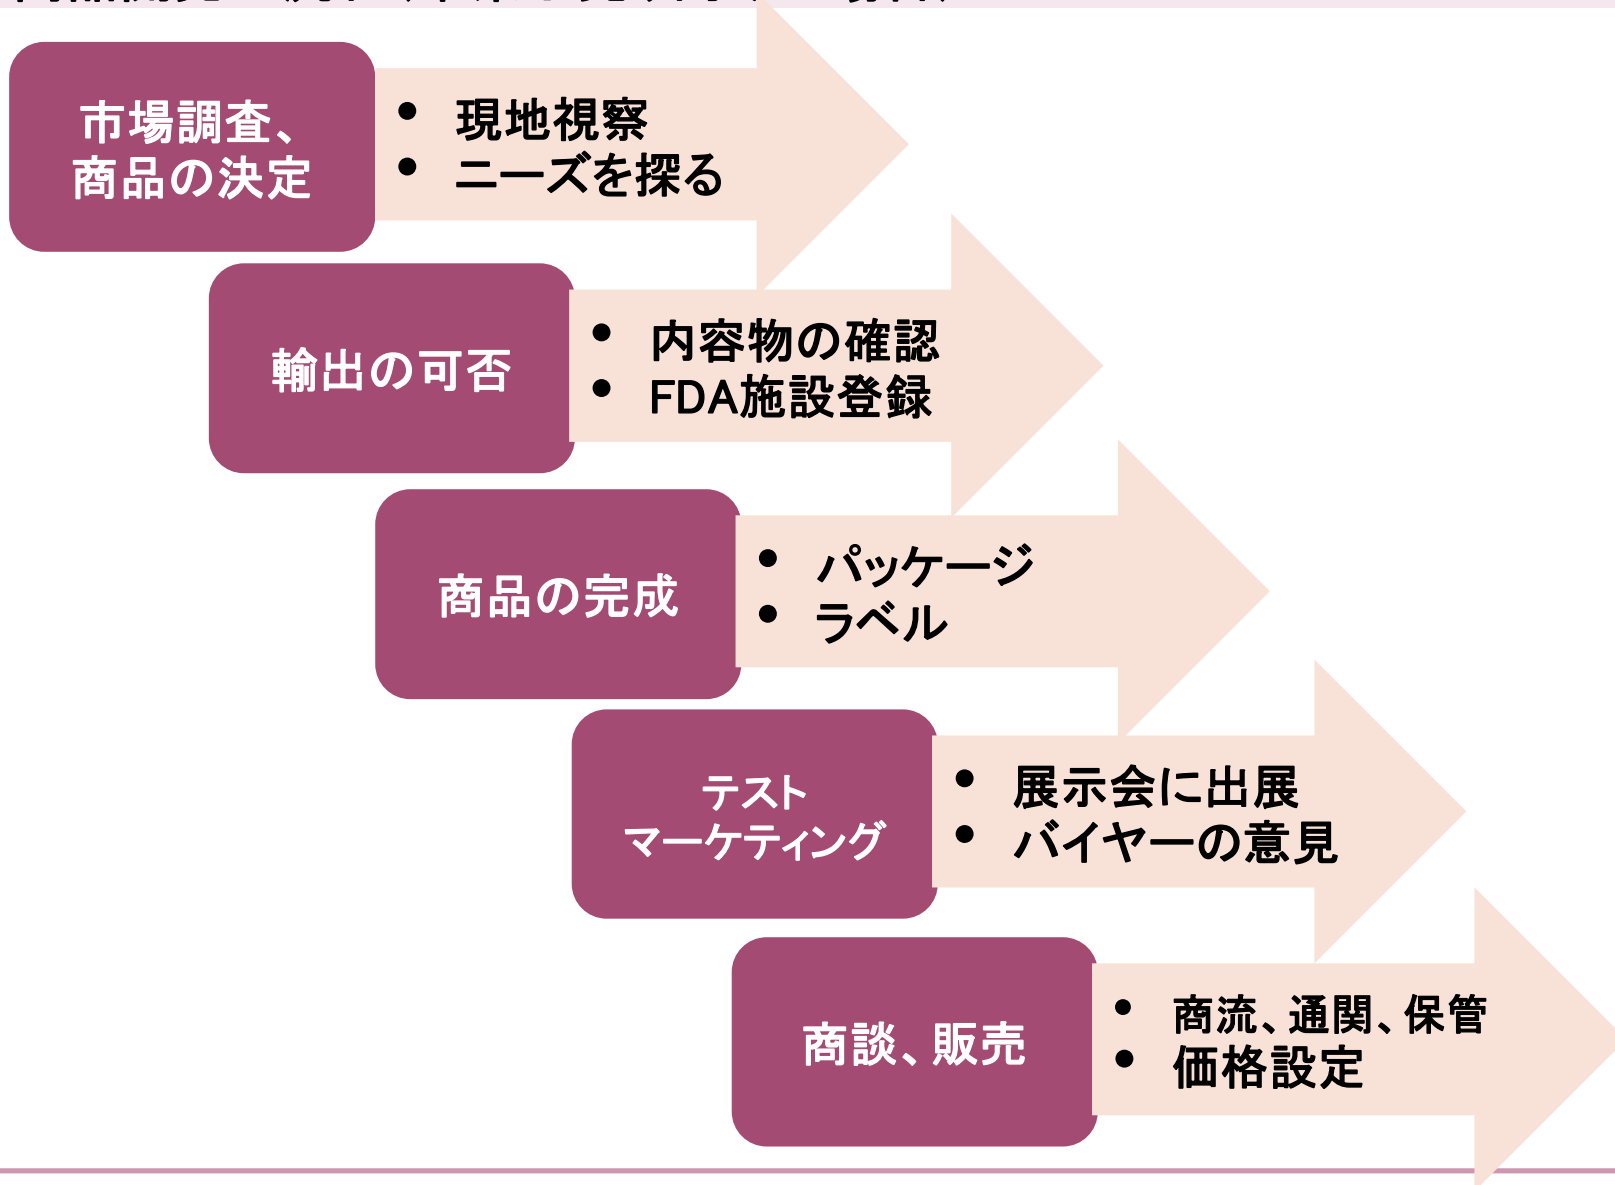 市場調査、
商品の決定
• 現地視察
• ニーズを探る
輸出の可否
• 内容物の確認
• FDA施設登録
商品の完成
• パッケージ
• ラベル
テスト
マーケティング
• 展示会に出展
• バイヤーの意見
商談、販売
• 商流、通関、保管
• 価格設定